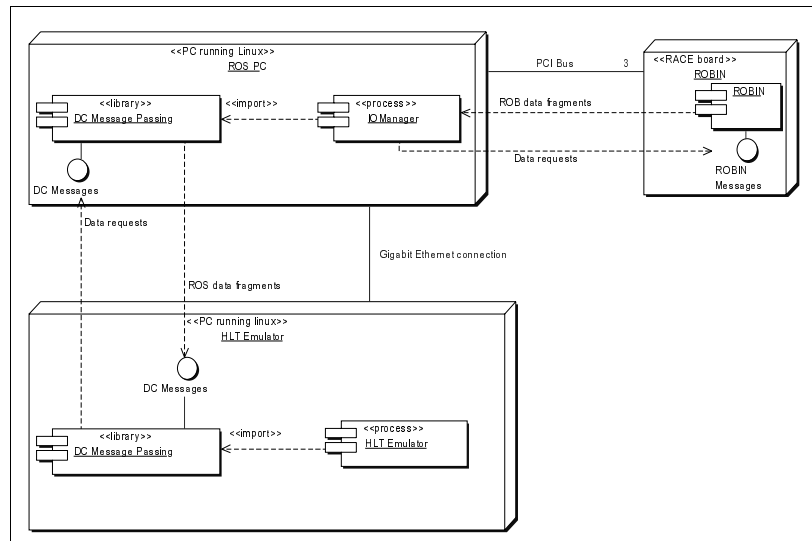 <<PC running Linux>>
ROS PC
<<library>>
DC Message Passing
<<import>>
<<process>>
IOManager
DC Messages
PCI Bus
3
<<RACE board>>
ROBIN
ROBIN
ROB data fragments
Data requests
ROBIN
Messages
Data requests
Gigabit Ethernet connection
ROS data fragments
<<PC running linux>>
HLT Emulator
DC Messages
<<library>>
DC Message Passing
<<import>>
<<process>>
HLT Emulator